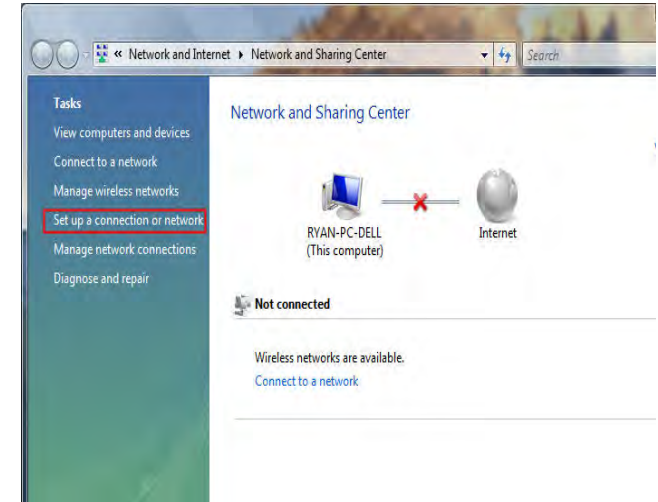 « Network and Internet ▸ Network and Sharing Center
Search
Tasks
View computers and devices
Connect to a network
Manage wireless networks
Set up a connection or network
Manage network connections
Diagnose and repair
Network and Sharing Center
RYAN-PC-DELL
(This computer)
Internet
Not connected
Wireless networks are available.
Connect to a network